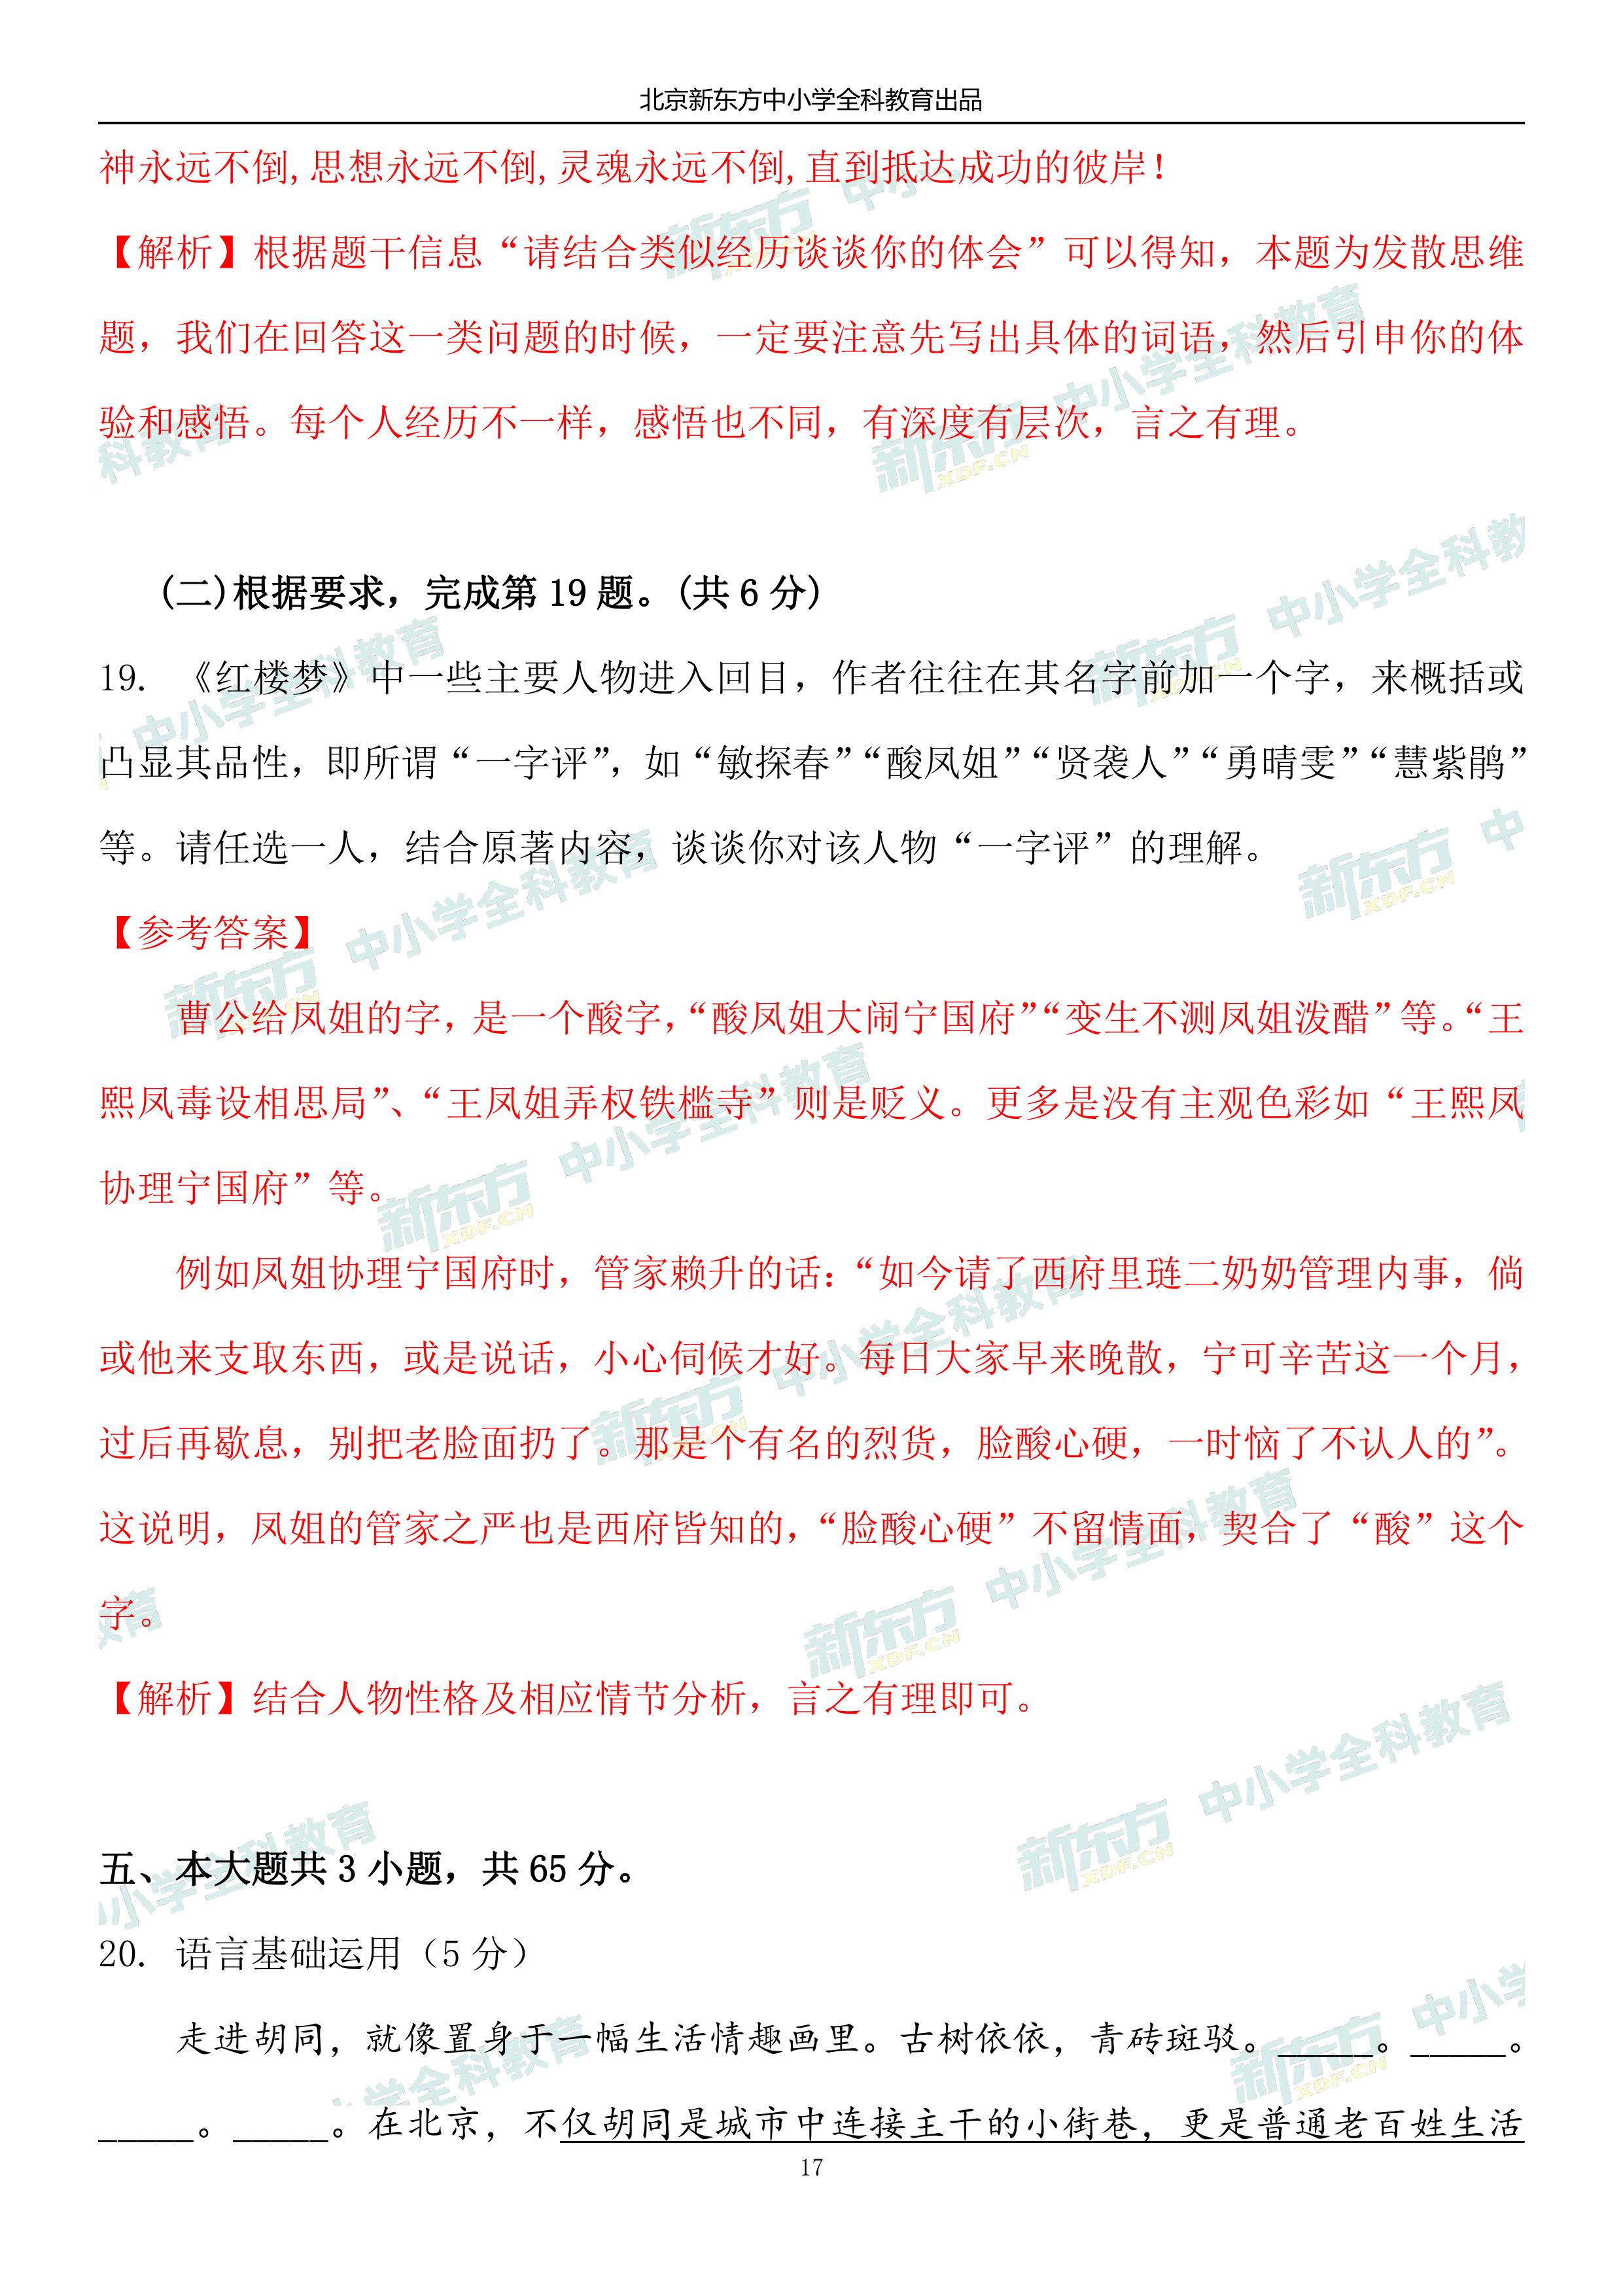 北京新东方中小学全科教育出品
神永远不倒,思想永远不倒,灵魂永远不倒,直到抵达成功的彼岸!
【解析】根据题干信息“请结合类似经历谈谈你的体会”可以得知，本题为发散思维
题，我们在回答这一类问题的时候，一定要注意先写出具体的词语，然后引申你的体
验和感悟。每个人经历不一样，感悟也不同，有深度有层次，言之有理。
(二)根据要求，完成第 19 题。(共 6 分)
19. 《红楼梦》中一些主要人物进入回目，作者往往在其名字前加一个字，来概括或
凸显其品性，即所谓“一字评”，如“敏探春”“酸凤姐”“贤袭人”“勇晴雯”“慧紫鹃”
等。请任选一人，结合原著内容，谈谈你对该人物“一字评”的理解。
【参考答案】
曹公给凤姐的字，是一个酸字，“酸凤姐大闹宁国府”“变生不测凤姐泼醋”等。“王
熙凤毒设相思局”、“王凤姐弄权铁槛寺”则是贬义。更多是没有主观色彩如“王熙凤
协理宁国府”等。
例如凤姐协理宁国府时，管家赖升的话：“如今请了西府里琏二奶奶管理内事，倘
或他来支取东西，或是说话，小心伺候才好。每日大家早来晚散，宁可辛苦这一个月，
过后再歇息，别把老脸面扔了。那是个有名的烈货，脸酸心硬，一时恼了不认人的”。
这说明，凤姐的管家之严也是西府皆知的，“脸酸心硬”不留情面，契合了“酸”这个
字。
【解析】结合人物性格及相应情节分析，言之有理即可。
五、本大题共 3 小题，共 65 分。
20. 语言基础运用（5 分）
走进胡同，就像置身于一幅生活情趣画里。古树依依，青砖斑驳。_____。_____。
_____。_____。在北京，不仅胡同是城市中连接主干的小街巷，更是普通老百姓生活
17